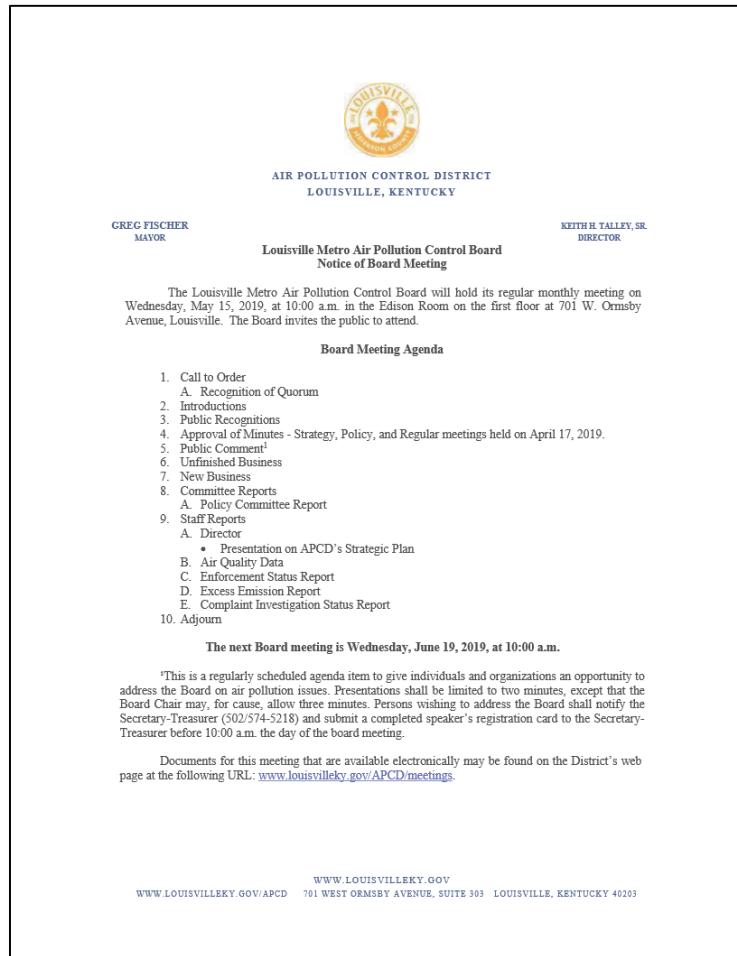 LOUISVILLE
JEFFERSON COUNTY
AIR POLLUTION CONTROL DISTRICT
LOUISVILLE, KENTUCKY
GREG FISCHER
MAYOR
KEITH H. TALLEY, SR.
DIRECTOR
Louisville Metro Air Pollution Control Board
Notice of Board Meeting
The Louisville Metro Air Pollution Control Board will hold its regular monthly meeting on
Wednesday, May 15, 2019, at 10:00 a.m. in the Edison Room on the first floor at 701 W. Ormsby
Avenue, Louisville. The Board invites the public to attend.
Board Meeting Agenda
1. Call to Order
A. Recognition of Quorum
2. Introductions
3. Public Recognitions
4. Approval of Minutes - Strategy, Policy, and Regular meetings held on April 17, 2019.
5. Public Comment¹
6. Unfinished Business
7. New Business
8. Committee Reports
A. Policy Committee Report
9. Staff Reports
A. Director
• Presentation on APCD's Strategic Plan
B. Air Quality Data
C. Enforcement Status Report
D. Excess Emission Report
E. Complaint Investigation Status Report
10. Adjourn
The next Board meeting is Wednesday, June 19, 2019, at 10:00 a.m.
¹This is a regularly scheduled agenda item to give individuals and organizations an opportunity to
address the Board on air pollution issues. Presentations shall be limited to two minutes, except that the
Board Chair may, for cause, allow three minutes. Persons wishing to address the Board shall notify the
Secretary-Treasurer (502/574-5218) and submit a completed speaker's registration card to the Secretary-
Treasurer before 10:00 a.m. the day of the board meeting.
Documents for this meeting that are available electronically may be found on the District's web
page at the following URL: www.louisvilleky.gov/APCD/meetings.
WWW.LOUISVILLEKY.GOV
WWW.LOUISVILLEKY.GOV/APCD 701 WEST ORMSBY AVENUE, SUITE 303 LOUISVILLE, KENTUCKY 40203